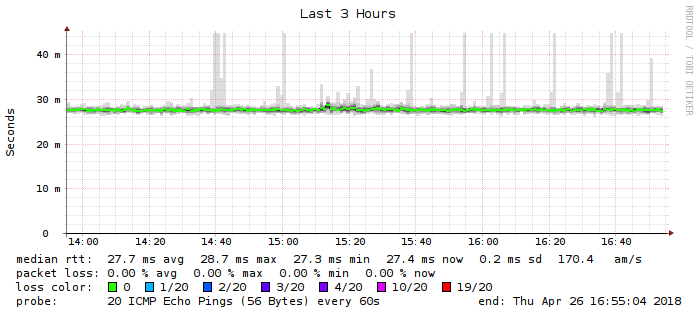 Last 3 Hours
RRDTOOL / TOBI OETIKER
Seconds
40 m
30 m
20 m
10 m
0
14:00 14:20 14:40 15:00 15:20 15:40 16:00 16:20 16:40
median rtt: 27.7 ms avg 28.7 ms max 27.3 ms min 27.4 ms now 0.2 ms sd 170.4 am/s
packet loss: 0.00 % avg 0.00 % max 0.00 % min 0.00 % now
loss color: 0 1/20 2/20 3/20 4/20 10/20 19/20
probe: 20 ICMP Echo Pings (56 Bytes) every 60s end: Thu Apr 26 16:55:04 2018